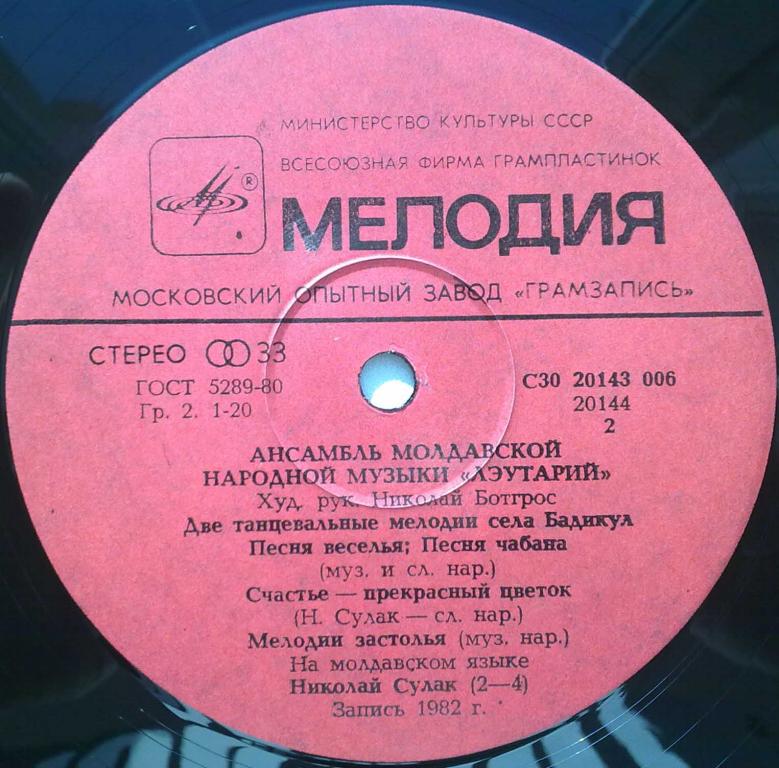 МИНИСТЕРСТВО КУЛЬТУРЫ СССР
ВСЕСОЮЗНАЯ ФИРМА ГРАМПЛАСТИНОК
®
МЕЛОДИЯ
МОСКОВСКИЙ ОПЫТНЫЙ ЗАВОД «ГРАМЗАПИСЬ»
СТЕРЕО 33
ГОСТ 5289-80
Гр. 2. 1-20
С30 20143 006
20144
2
АНСАМБЛЬ МОЛДАВСКОЙ
НАРОДНОЙ МУЗЫКИ «ЛЭУТАРИЙ»
Худ. рук. Николай Ботгрос
Две танцевальные мелодии села Бадикул
Песня веселья; Песня чабана
(муз. и сл. нар.)
Счастье — прекрасный цветок
(Н. Сулак — сл. нар.)
Мелодии застолья (муз. нар.)
На молдавском языке
Николай Сулак (2—4)
Запись 1982 г.